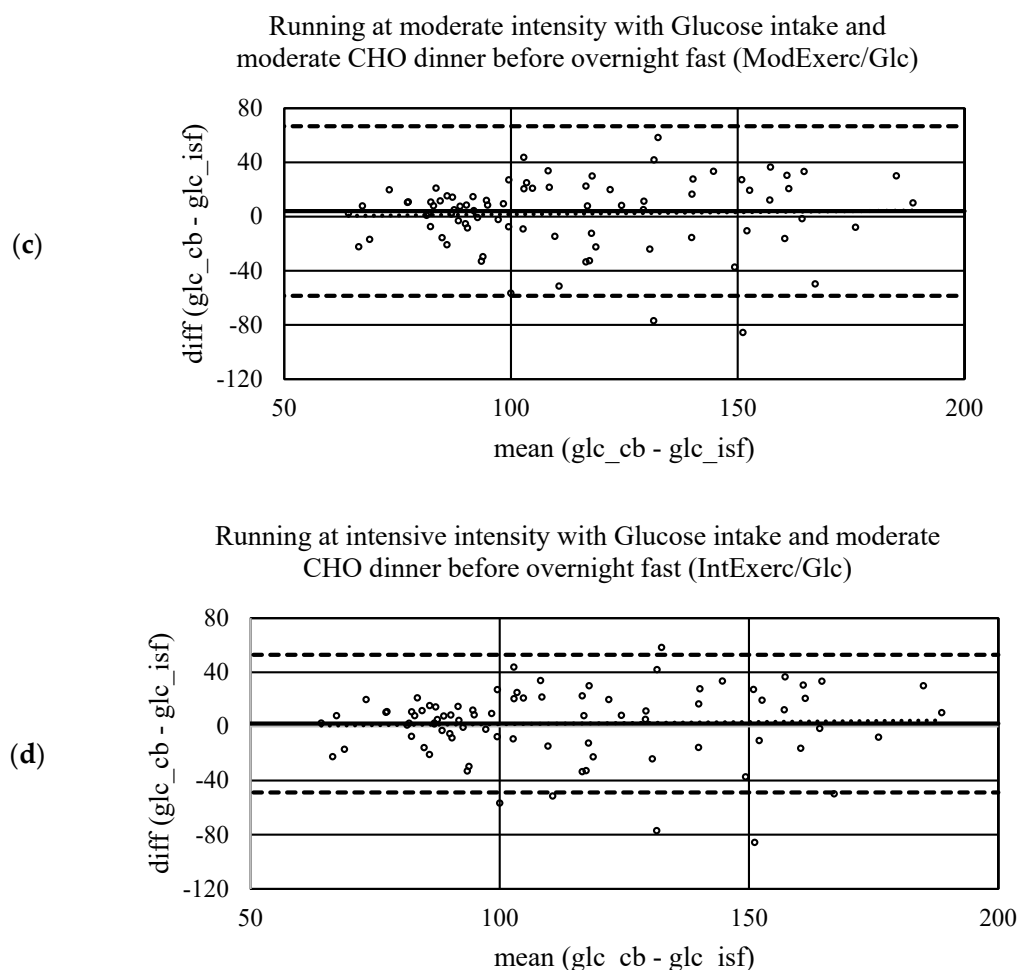 Running at moderate intensity with Glucose intake and
moderate CHO dinner before overnight fast (ModExerc/Glc)
(c)
diff (glc_cb - glc_isf)
80
40
0
-40
-80
-120
50
100
150
200
mean (glc_cb - glc_isf)
Running at intensive intensity with Glucose intake and moderate
CHO dinner before overnight fast (IntExerc/Glc)
(d)
diff (glc_cb - glc_isf)
80
40
0
-40
-80
-120
50
100
150
200
mean (glc_cb - glc_isf)